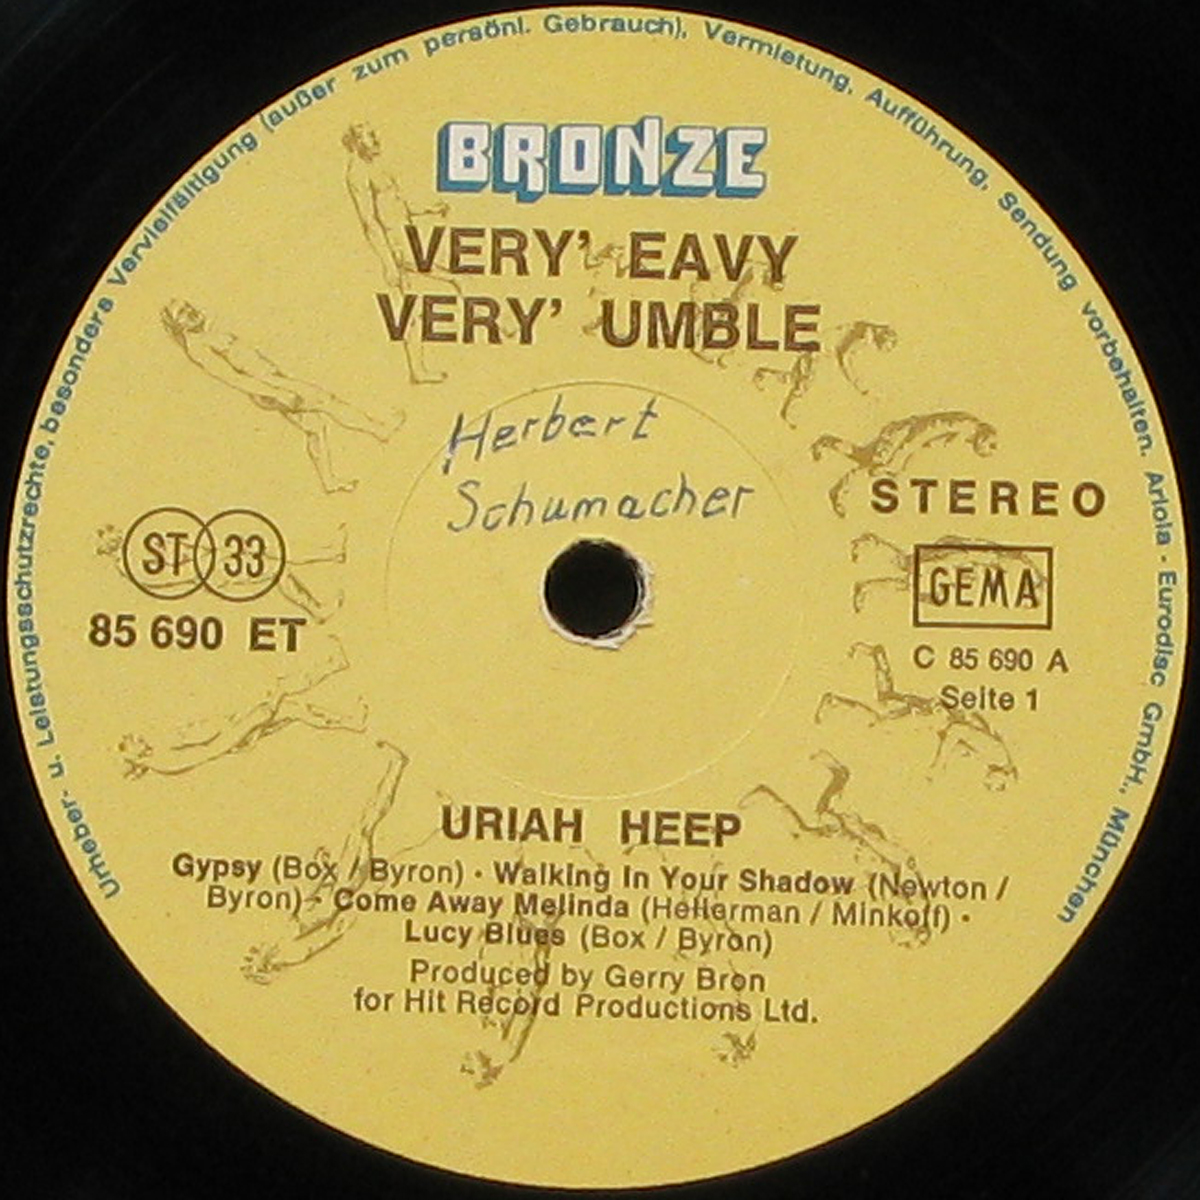 Urheber- u. Leistungsschutzrechte, besonders Vervielfältigung (außer zum persönl. Gebrauch), Vermietung, Aufführung, Sendung vorbehalten. Ariola - Eurodisc GmbH., München
BRONZE
VERY' EAVY
VERY' UMBLE
Herbert
Schumacher
STEREO
ST 33
GEMA
85 690 ET
C 85 690 A
Seite 1
URIAH HEEP
Gypsy (Box / Byron) · Walking In Your Shadow (Newton /
Byron) · Come Away Melinda (Hellerman / Minkoff) ·
Lucy Blues (Box / Byron)
Produced by Gerry Bron
for Hit Record Productions Ltd.